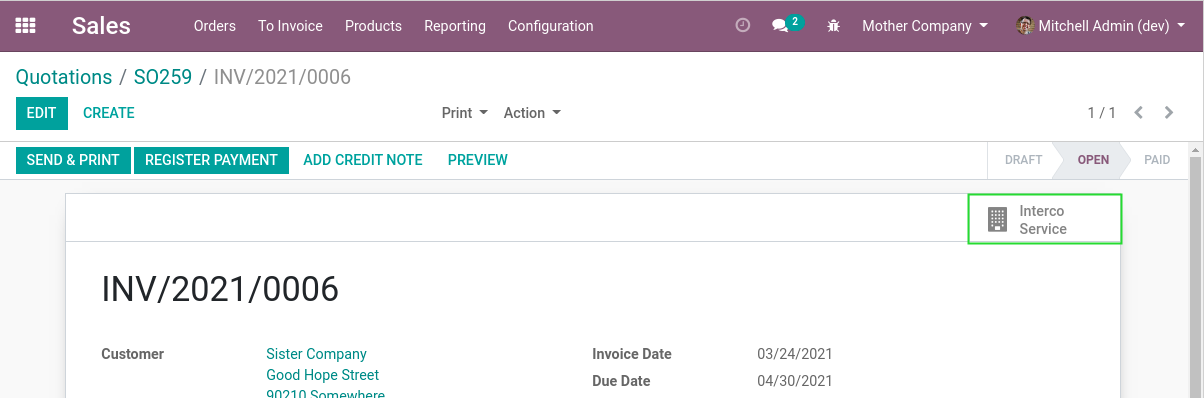 Sales Orders To Invoice Products Reporting Configuration 2 Mother Company Mitchell Admin (dev)
Quotations / SO259 / INV/2021/0006
EDIT CREATE Print Action 1 / 1
SEND & PRINT REGISTER PAYMENT ADD CREDIT NOTE PREVIEW DRAFT OPEN PAID
Interco
Service
INV/2021/0006
Customer Sister Company Invoice Date 03/24/2021
Good Hope Street
Due Date 04/30/2021
90210 Somewhere